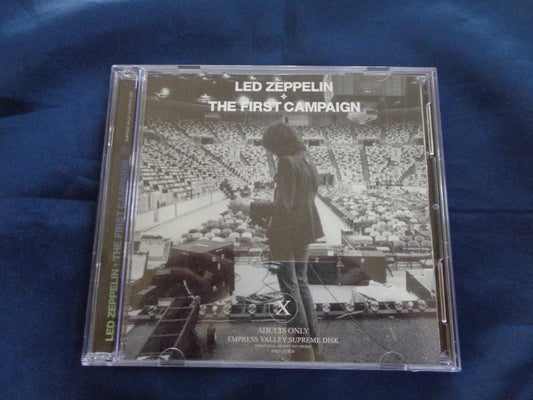 LED ZEPPELIN
+
THE FIRST CAMPAIGN
X
ADULTS ONLY
EMPRESS VALLEY SUPREME DISK
LED ZEPPELIN + THE FIRST CAMPAIGN